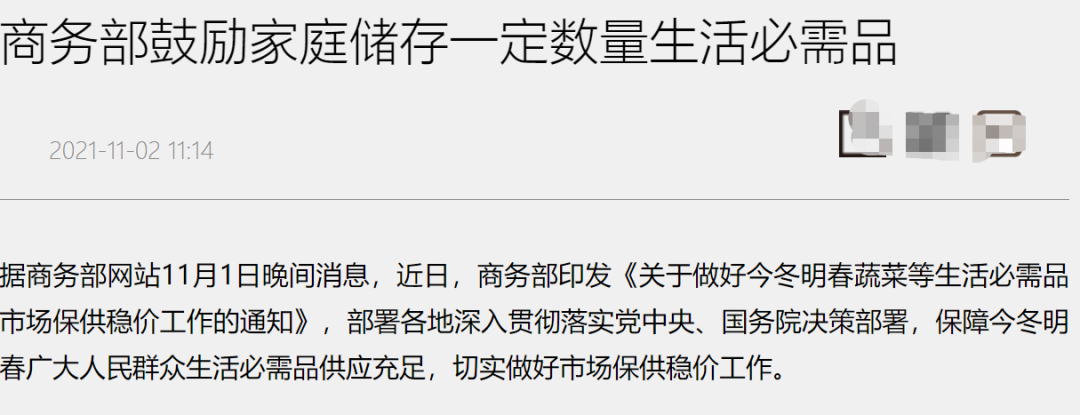 商务部鼓励家庭储存一定数量生活必需品
2021-11-02 11:14
据商务部网站11月1日晚间消息，近日，商务部印发《关于做好今冬明春蔬菜等生活必需品
市场保供稳价工作的通知》，部署各地深入贯彻落实党中央、国务院决策部署，保障今冬明
春广大人民群众生活必需品供应充足，切实做好市场保供稳价工作。